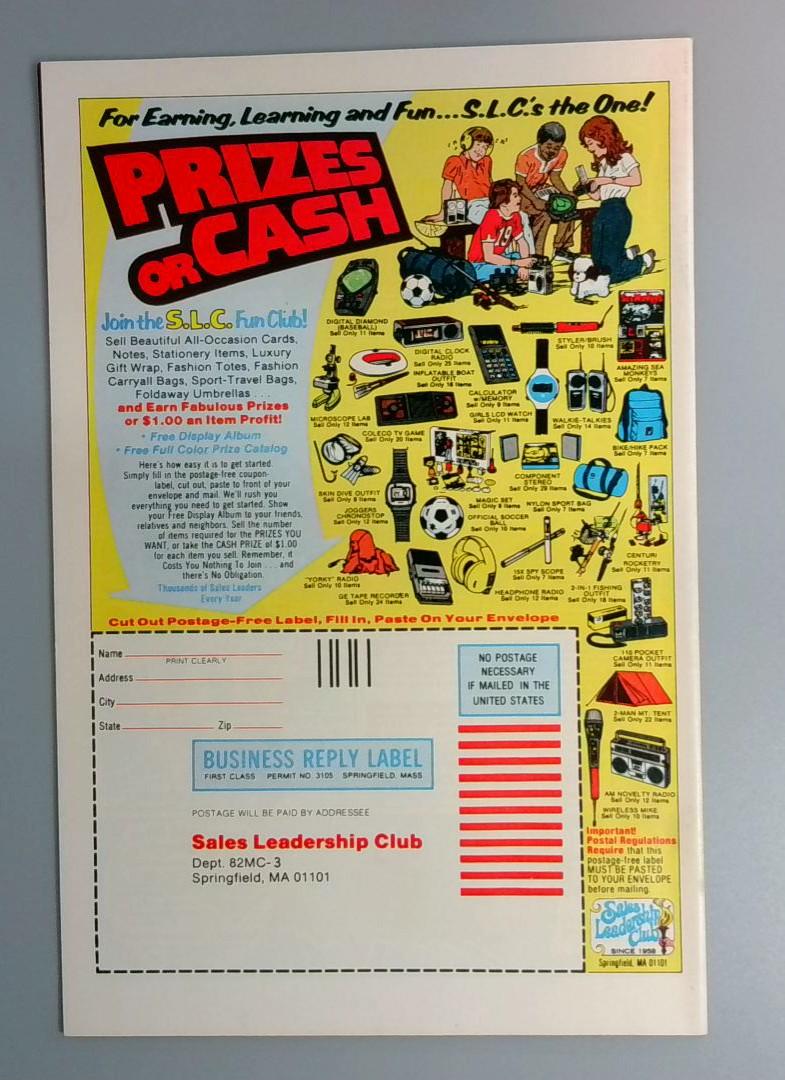 For Earning, Learning and Fun...S.L.C.'s the One!
PRIZES
OR CASH
Join the S.L.C. Fun Club!
Sell Beautiful All-Occasion Cards,
Notes, Stationery Items, Luxury
Gift Wrap, Fashion Totes, Fashion
Carryall Bags, Sport-Travel Bags,
Foldaway Umbrellas . . .
and Earn Fabulous Prizes
or $1.00 an Item Profit!
• Free Display Album
• Free Full Color Prize Catalog
Here's how easy it is to get started.
Simply fill in the postage-free coupon-
label, cut out, paste to front of your
envelope and mail. We'll rush you
everything you need to get started. Show
your Free Display Album to your friends,
relatives and neighbors. Sell the number
of items required for the PRIZES YOU
WANT, or take the CASH PRIZE of $1.00
for each item you sell. Remember, it
Costs You Nothing To Join . . . and
there's No Obligation.
Thousands of Sales Leaders
Every Year
19
DIGITAL DIAMOND
(BASEBALL)
Sell Only 11 Items
DIGITAL CLOCK
RADIO
Sell Only 25 Items
STYLER/BRUSH
Sell Only 10 Items
AMAZING SEA
MONKEYS
Sell Only 7 Items
INFLATABLE BOAT
OUTFIT
Sell Only 18 Items
CALCULATOR
w/MEMORY
Sell Only 9 Items
MICROSCOPE LAB
Sell Only 12 Items
GIRLS LCD WATCH
Sell Only 11 Items
WALKIE-TALKIES
Sell Only 14 Items
COLECO TV GAME
Sell Only 20 Items
BIKE/HIKE PACK
Sell Only 7 Items
COMPONENT
STEREO
Sell Only 29 Items
SKIN DIVE OUTFIT
Sell Only 8 Items
MAGIC SET
Sell Only 8 Items
NYLON SPORT BAG
Sell Only 7 Items
JOGGERS
CHRONOSTOP
Sell Only 12 Items
OFFICIAL SOCCER
BALL
Sell Only 10 Items
CENTURI
ROCKETRY
Sell Only 11 Items
15X SPY SCOPE
Sell Only 7 Items
"YORKY" RADIO
Sell Only 10 Items
GE TAPE RECORDER
Sell Only 24 Items
HEADPHONE RADIO
Sell Only 12 Items
2-IN-1 FISHING
OUTFIT
Sell Only 18 Items
110 POCKET
CAMERA OUTFIT
Sell Only 11 Items
2-MAN MT. TENT
Sell Only 22 Items
AM NOVELTY RADIO
Sell Only 12 Items
WIRELESS MIKE
Sell Only 10 Items
Cut Out Postage-Free Label, Fill In, Paste On Your Envelope
Name
PRINT CLEARLY
Address
City
State Zip
NO POSTAGE
NECESSARY
IF MAILED IN THE
UNITED STATES
BUSINESS REPLY LABEL
FIRST CLASS PERMIT NO. 3105 SPRINGFIELD, MASS
POSTAGE WILL BE PAID BY ADDRESSEE
Sales Leadership Club
Dept. 82MC-3
Springfield, MA 01101
Important!
Postal Regulations
Require that this
postage-free label
MUST BE PASTED
TO YOUR ENVELOPE
before mailing.
Sales
Leadership
Club
SINCE 1958
Springfield, MA 01101